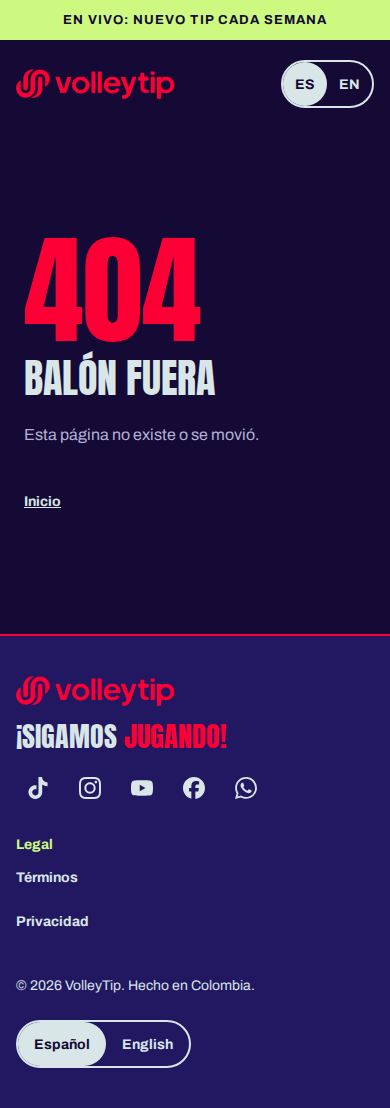 EN VIVO: NUEVO TIP CADA SEMANA
volleytip
ES EN
404
BALÓN FUERA
Esta página no existe o se movió.
Inicio
volleytip
¡SIGAMOS JUGANDO!
Legal
Términos
Privacidad
© 2026 VolleyTip. Hecho en Colombia.
Español English